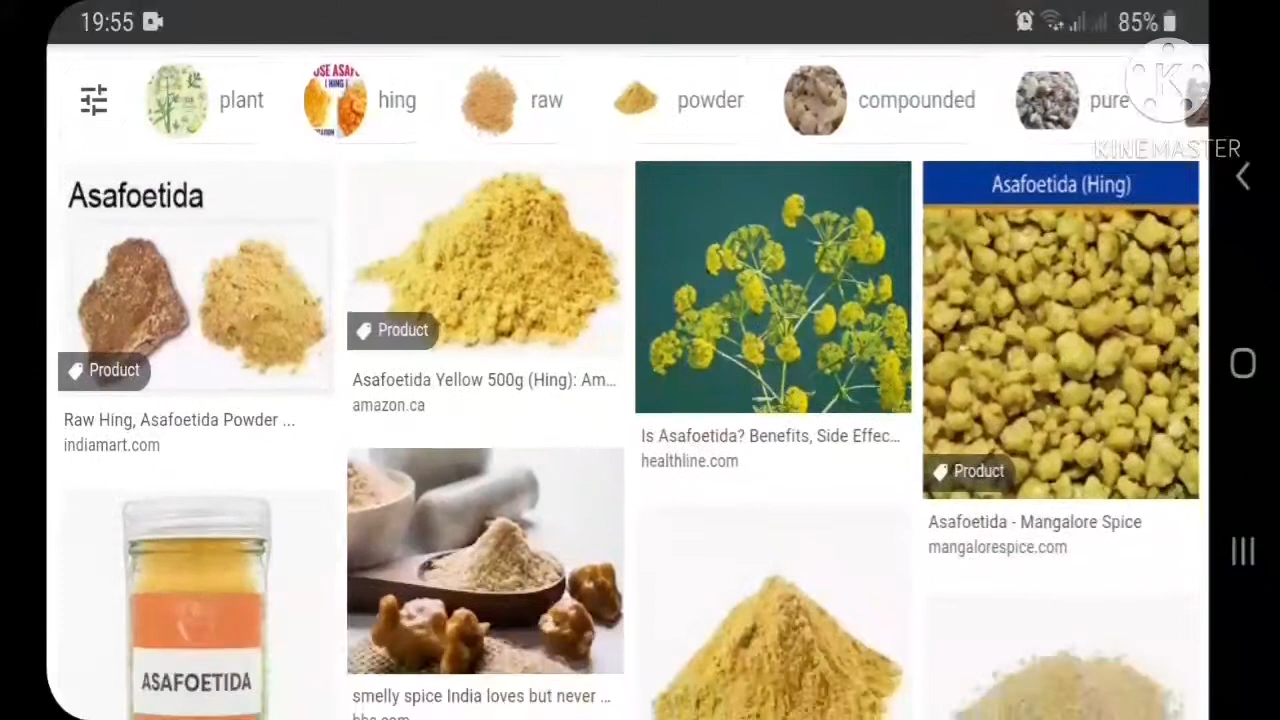 19:55
85%
plant
USE ASAF
hing
raw
powder
compounded
pure
KINEMASTER
Asafoetida
Product
Raw Hing, Asafoetida Powder ...
indiamart.com
Product
Asafoetida Yellow 500g (Hing): Am...
amazon.ca
Is Asafoetida? Benefits, Side Effec...
healthline.com
Asafoetida (Hing)
Product
Asafoetida - Mangalore Spice
mangalorespice.com
ASAFOETIDA
smelly spice India loves but never ...